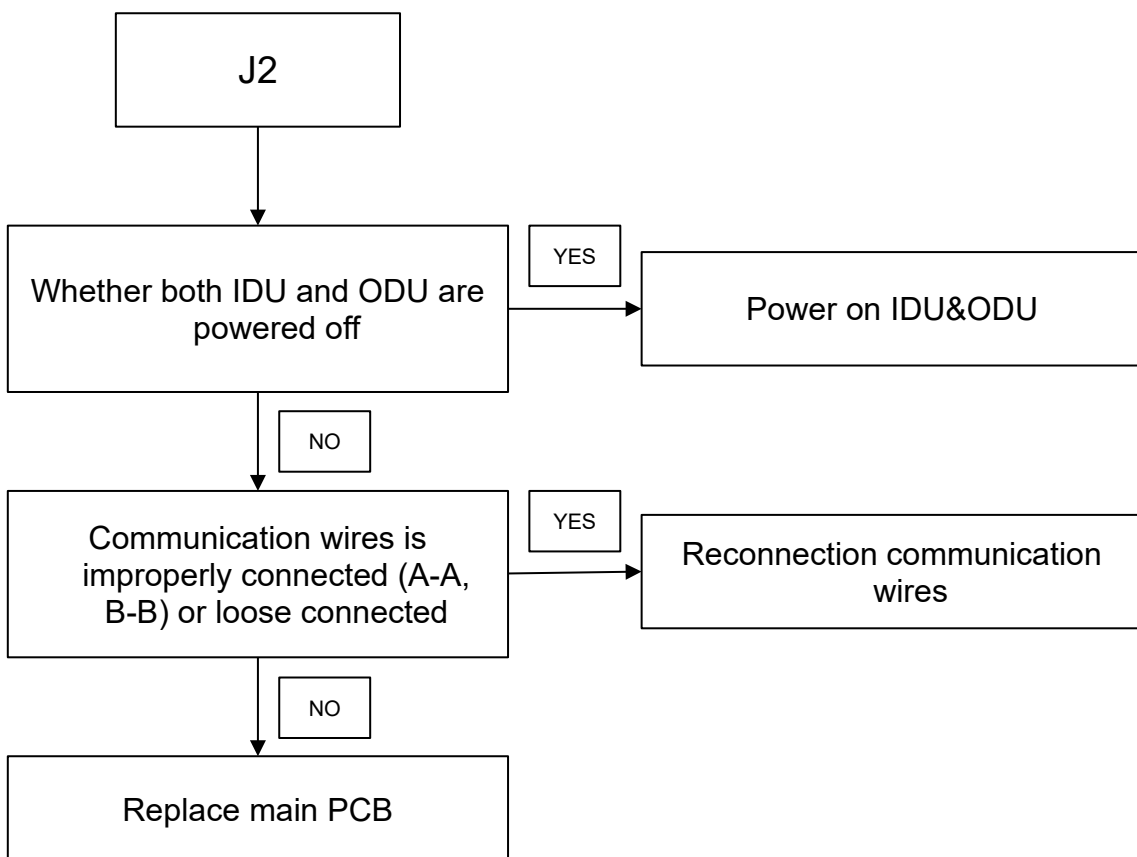 J2
Whether both IDU and ODU are
powered off
YES
Power on IDU&ODU
NO
Communication wires is
improperly connected (A-A,
B-B) or loose connected
YES
Reconnection communication
wires
NO
Replace main PCB